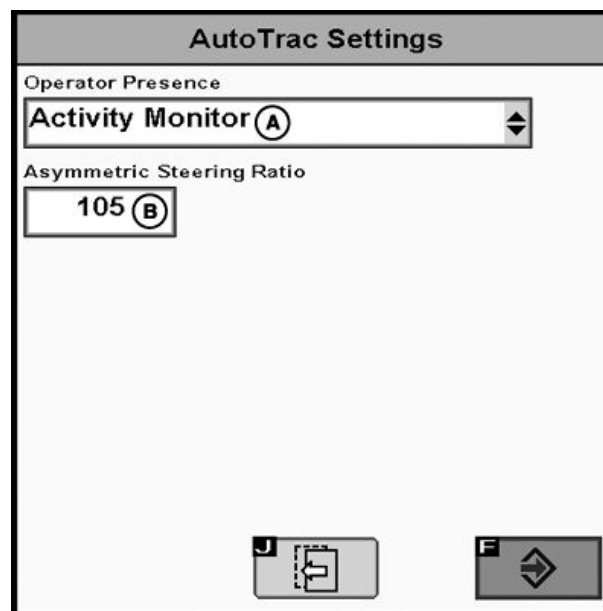 AutoTrac Settings
Operator Presence
Activity Monitor A
Asymmetric Steering Ratio
105 B
J F